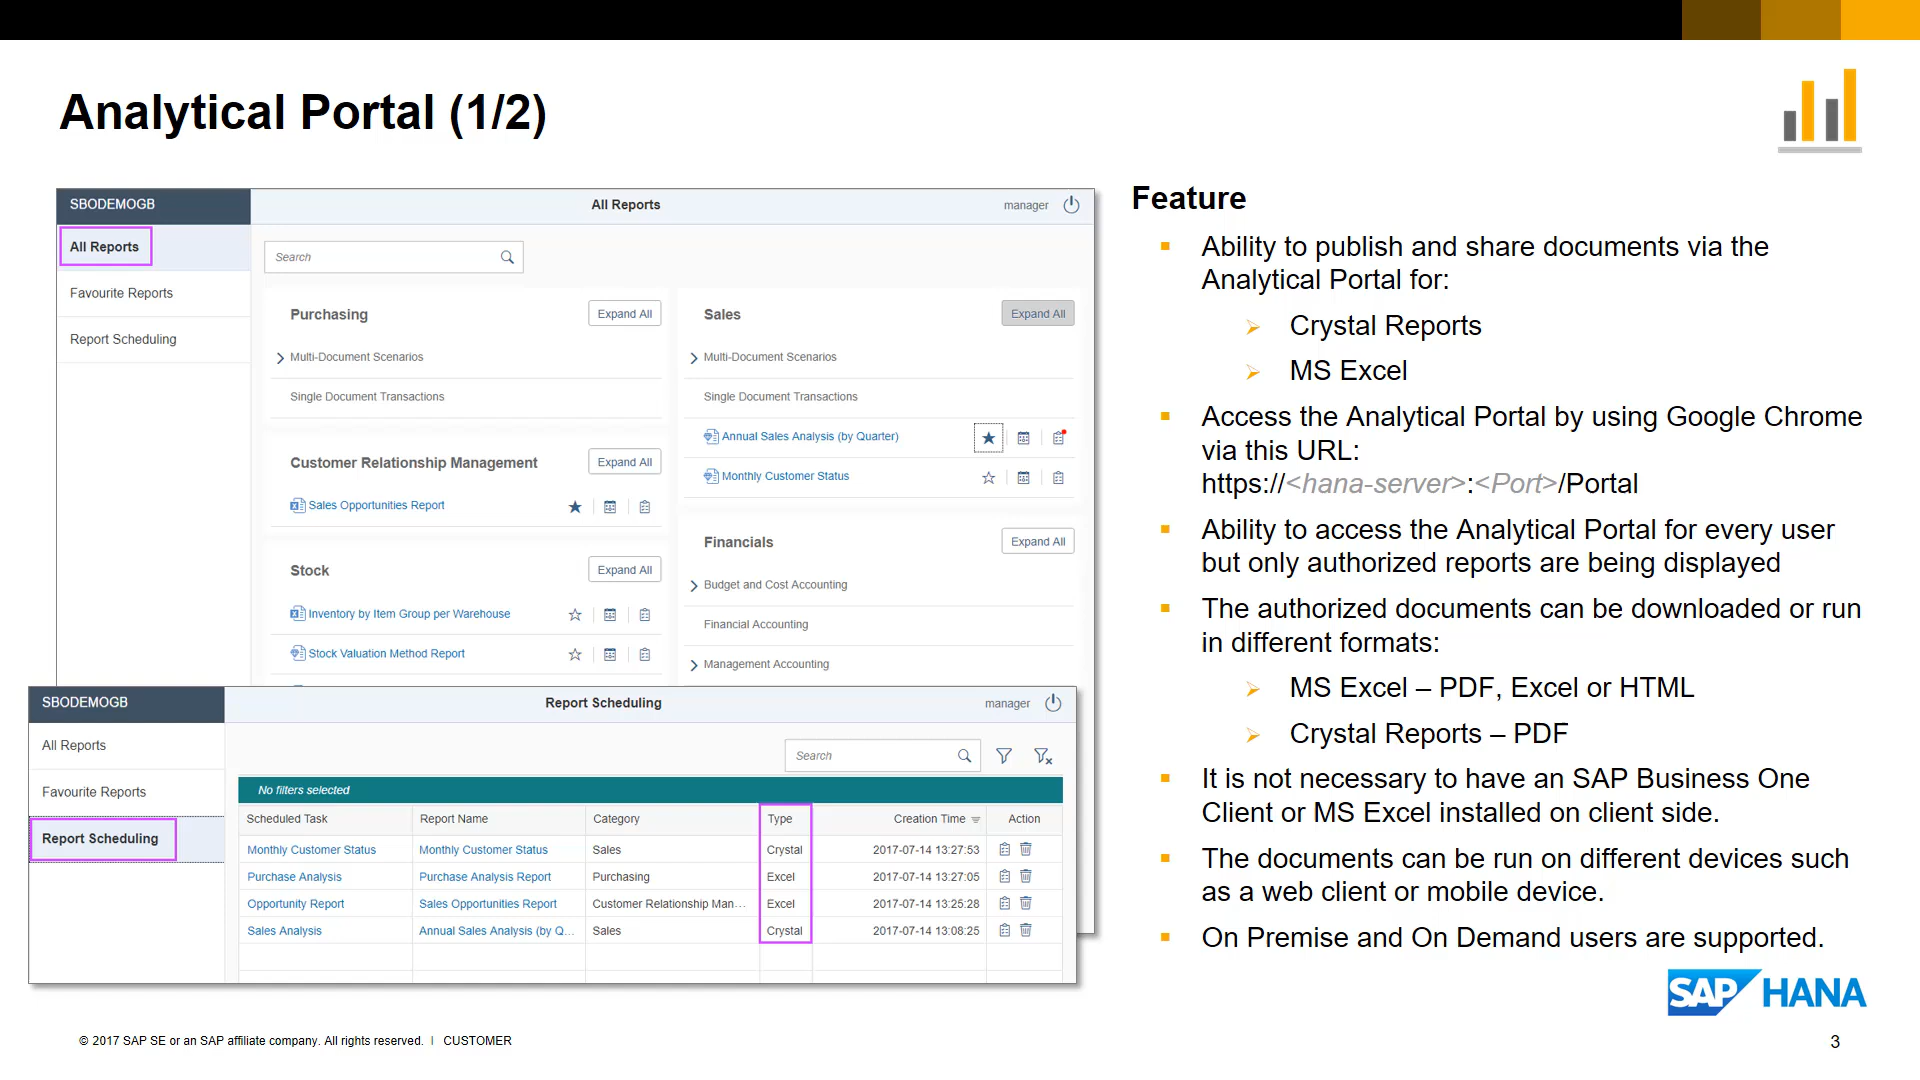 Analytical Portal (1/2)
SBODEMOGB
All Reports
manager
All Reports
Favourite Reports
Report Scheduling
Search
Purchasing
Expand All
Multi-Document Scenarios
Single Document Transactions
Customer Relationship Management
Expand All
Sales Opportunities Report
Stock
Expand All
Inventory by Item Group per Warehouse
Stock Valuation Method Report
Sales
Expand All
Multi-Document Scenarios
Single Document Transactions
Annual Sales Analysis (by Quarter)
Monthly Customer Status
Financials
Expand All
Budget and Cost Accounting
Financial Accounting
Management Accounting
SBODEMOGB
Report Scheduling
manager
All Reports
Favourite Reports
Report Scheduling
Search
No filters selected
Scheduled Task Report Name Category Type Creation Time Action
Monthly Customer Status Monthly Customer Status Sales Crystal 2017-07-14 13:27:53
Purchase Analysis Purchase Analysis Report Purchasing Excel 2017-07-14 13:27:05
Opportunity Report Sales Opportunities Report Customer Relationship Man... Excel 2017-07-14 13:25:28
Sales Analysis Annual Sales Analysis (by Q... Sales Crystal 2017-07-14 13:08:25
Feature
Ability to publish and share documents via the
Analytical Portal for:
Crystal Reports
MS Excel
Access the Analytical Portal by using Google Chrome
via this URL:
https://<hana-server>:<Port>/Portal
Ability to access the Analytical Portal for every user
but only authorized reports are being displayed
The authorized documents can be downloaded or run
in different formats:
MS Excel – PDF, Excel or HTML
Crystal Reports – PDF
It is not necessary to have an SAP Business One
Client or MS Excel installed on client side.
The documents can be run on different devices such
as a web client or mobile device.
On Premise and On Demand users are supported.
SAP HANA
© 2017 SAP SE or an SAP affiliate company. All rights reserved. | CUSTOMER
3